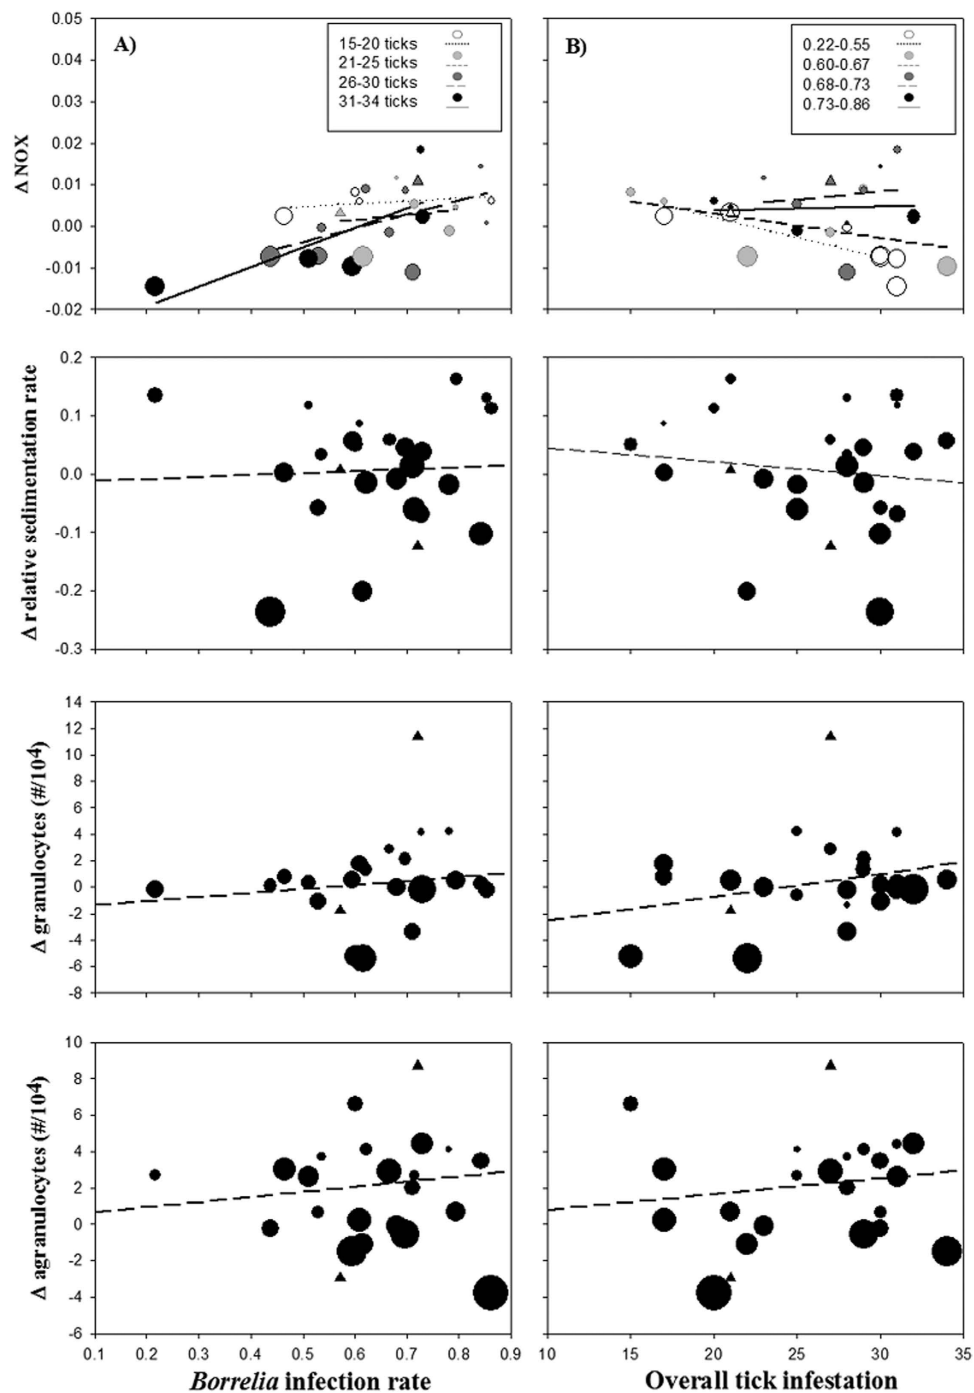 A)
15-20 ticks
21-25 ticks
26-30 ticks
31-34 ticks
B)
0.22-0.55
0.60-0.67
0.68-0.73
0.73-0.86
Δ NOX
0.05
0.04
0.03
0.02
0.01
0.00
-0.01
-0.02
Δ relative sedimentation rate
0.2
0.1
0.0
-0.1
-0.2
-0.3
Δ granulocytes (#/10⁴)
14
12
10
8
6
4
2
0
-2
-4
-6
-8
Δ agranulocytes (#/10⁴)
10
8
6
4
2
0
-2
-4
-6
0.1 0.2 0.3 0.4 0.5 0.6 0.7 0.8 0.9
10 15 20 25 30 35
Borrelia infection rate
Overall tick infestation